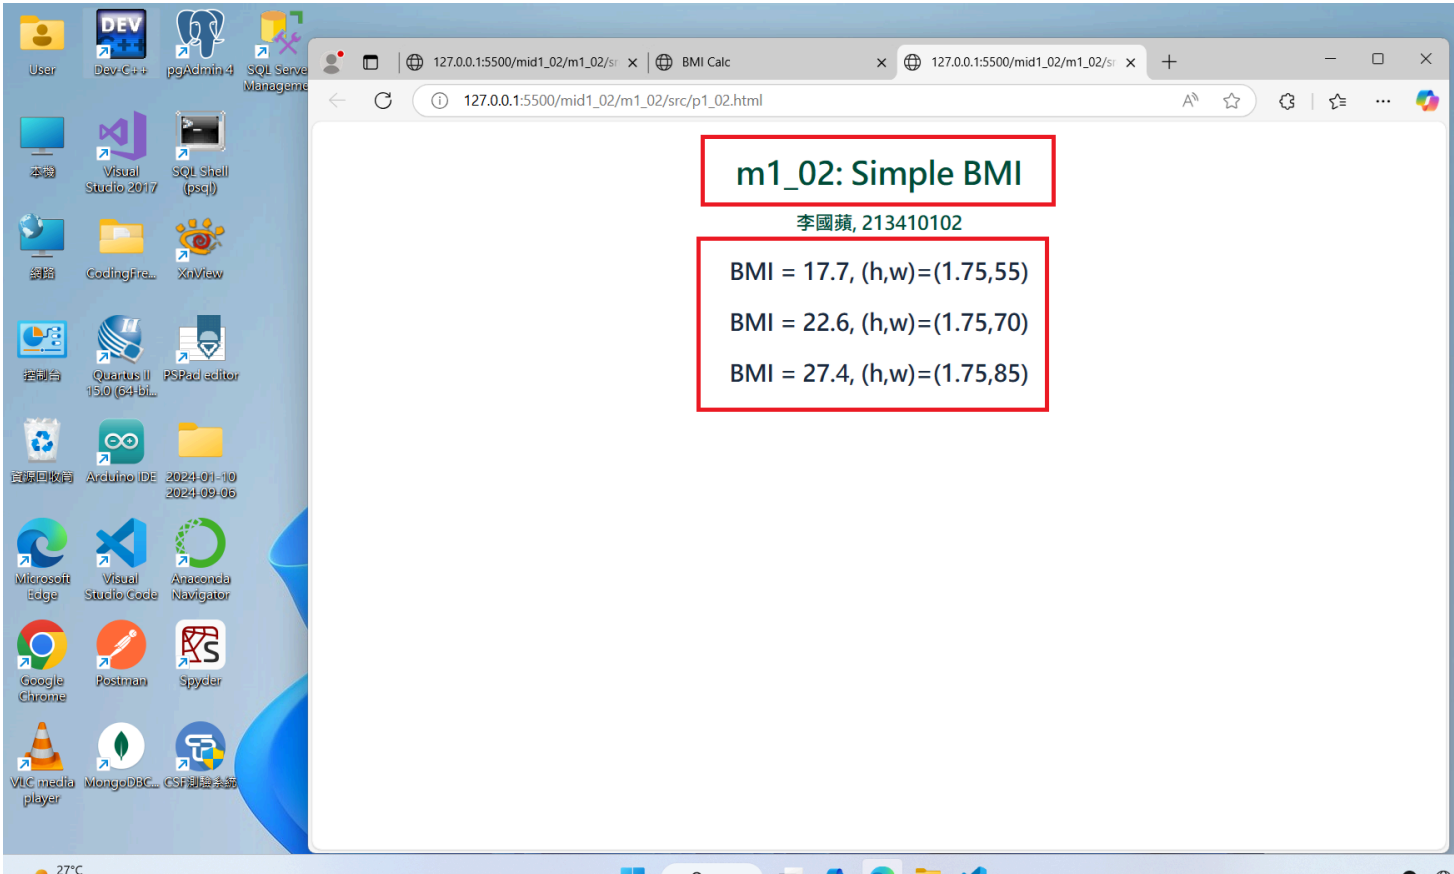 User
Dev-C++
pgAdmin 4
SQL Server
Manageme
本機
Visual
Studio 2017
SQL Shell
(psql)
網路
CodingFre...
XnView
控制台
Quartus II
15.0 (64-bi...
PSPad editor
資源回收筒
Arduino IDE
2024-01-10
2024-09-06
Microsoft
Edge
Visual
Studio Code
Anaconda
Navigator
Google
Chrome
Postman
Spyder
VLC media
player
MongoDBC...
CSF測驗系統
127.0.0.1:5500/mid1_02/m1_02/sr
BMI Calc
127.0.0.1:5500/mid1_02/m1_02/sr
127.0.0.1:5500/mid1_02/m1_02/src/p1_02.html
m1_02: Simple BMI
李國蘋, 213410102
BMI = 17.7, (h,w)=(1.75,55)
BMI = 22.6, (h,w)=(1.75,70)
BMI = 27.4, (h,w)=(1.75,85)
27°C